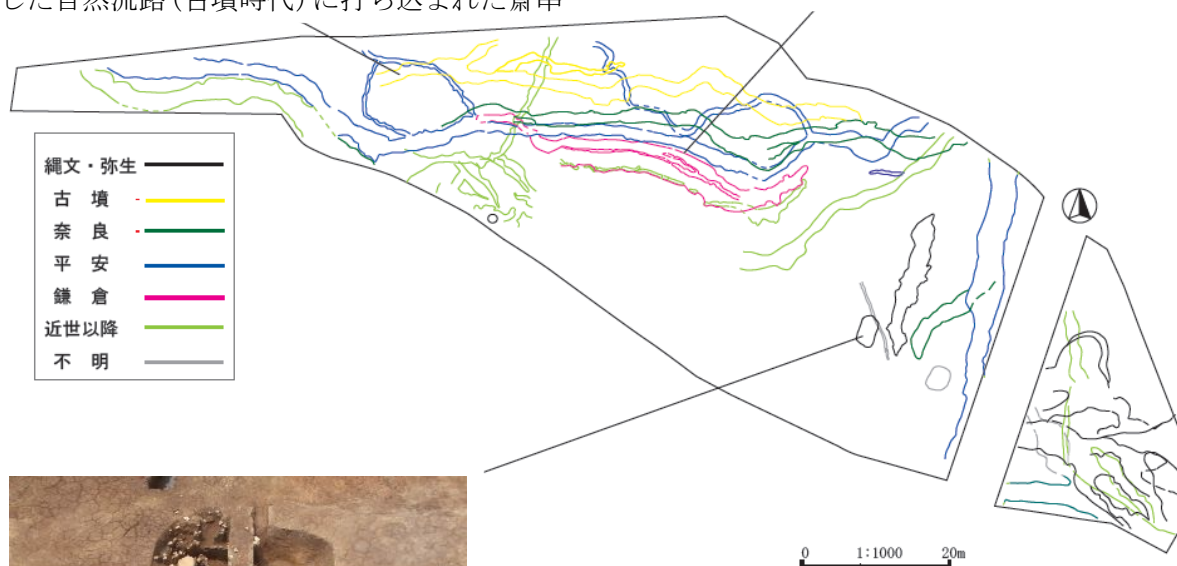 した自然流路(古墳時代)に打ち込まれた斎串
縄文・弥生
古 墳
奈 良
平 安
鎌 倉
近世以降
不 明
0 1:1000 20m